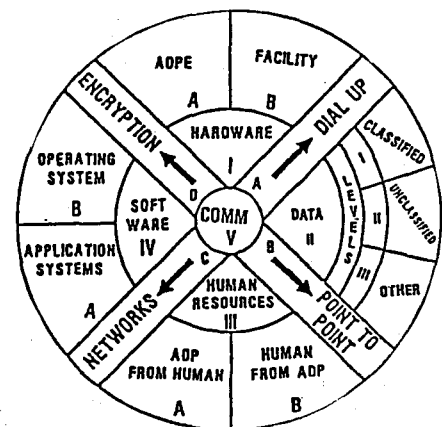 ADPE
A
FACILITY
B
HARDWARE
I
ENCRYPTION
D
DIAL UP
A
OPERATING
SYSTEM
B
APPLICATION
SYSTEMS
A
SOFT
WARE
IV
COMM
V
DATA
II
LEVELS
I
II
III
CLASSIFIED
UNCLASSIFIED
OTHER
NETWORKS
C
POINT TO
POINT
B
HUMAN
RESOURCES
III
ADP
FROM HUMAN
A
HUMAN
FROM ADP
B